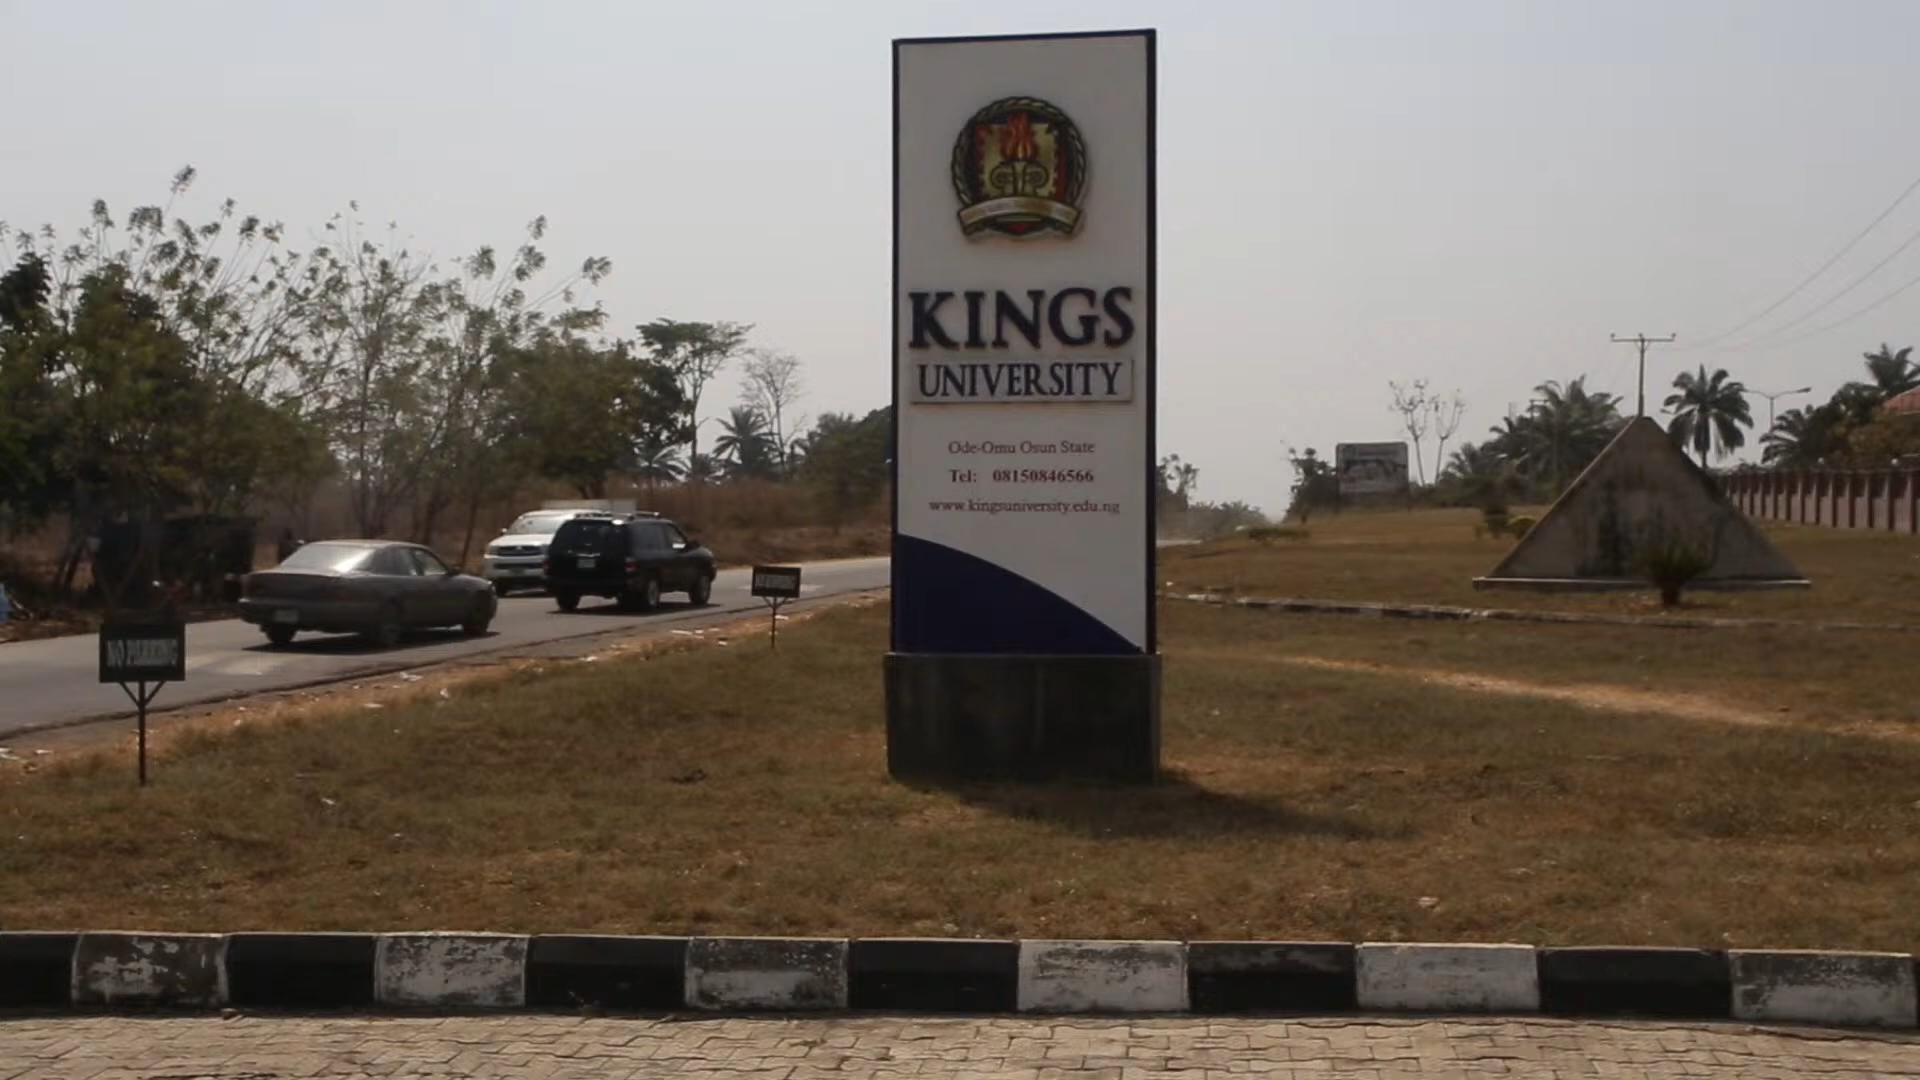 KINGS
UNIVERSITY
Ode-Omu Osun State
Tel: 08150846566
www.kingsuniversity.edu.ng
NO PARKING